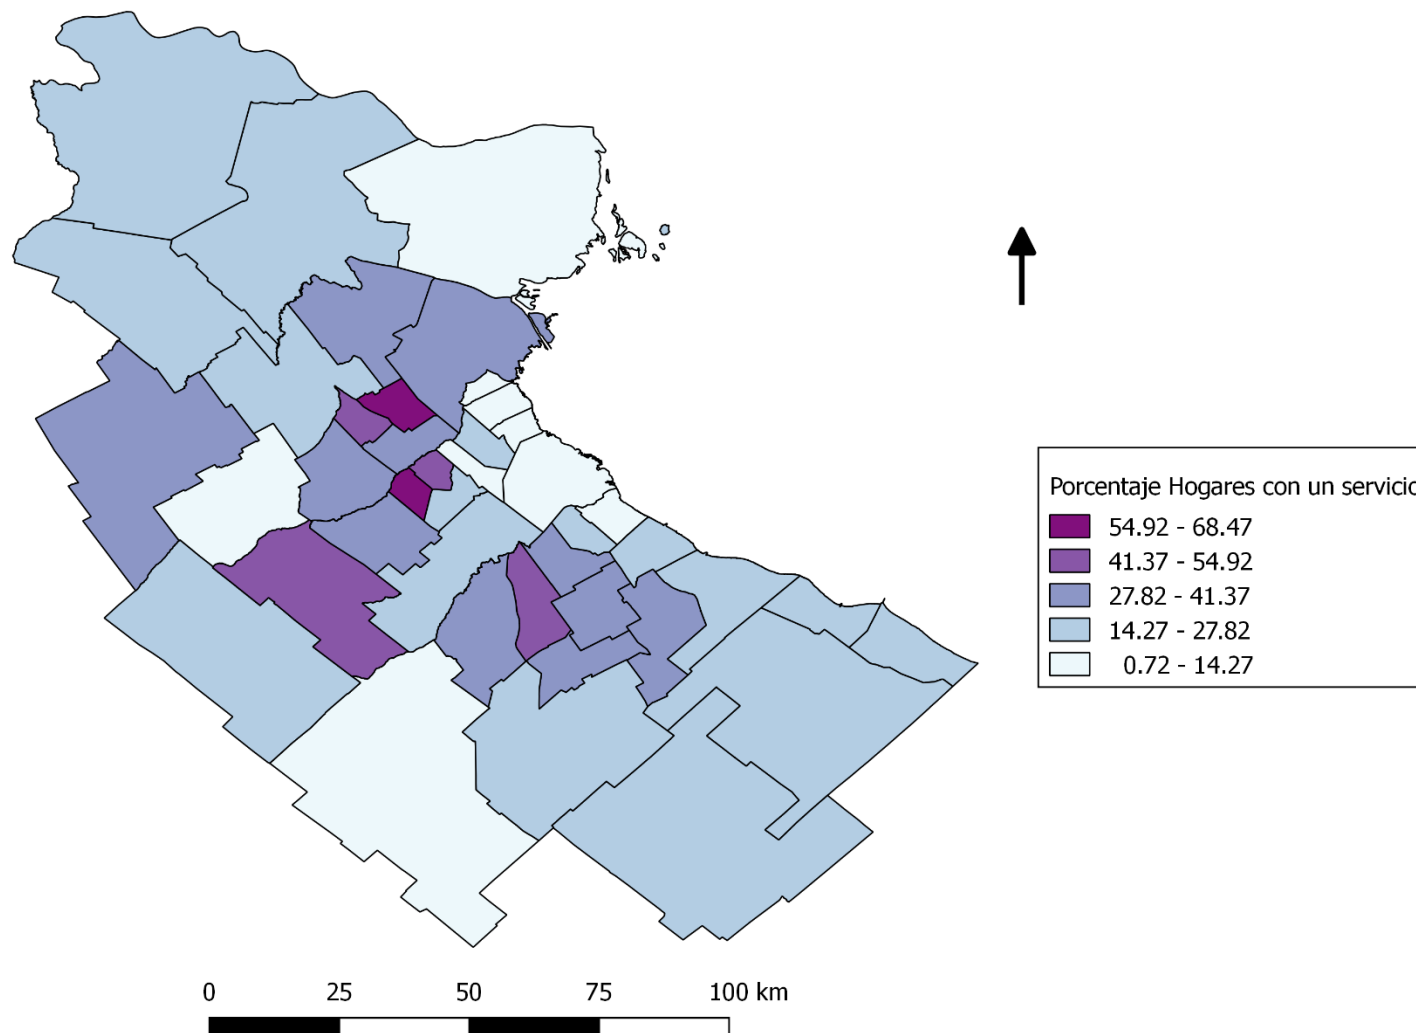 Porcentaje Hogares con un servicio
54.92 - 68.47
41.37 - 54.92
27.82 - 41.37
14.27 - 27.82
0.72 - 14.27
0 25 50 75 100 km